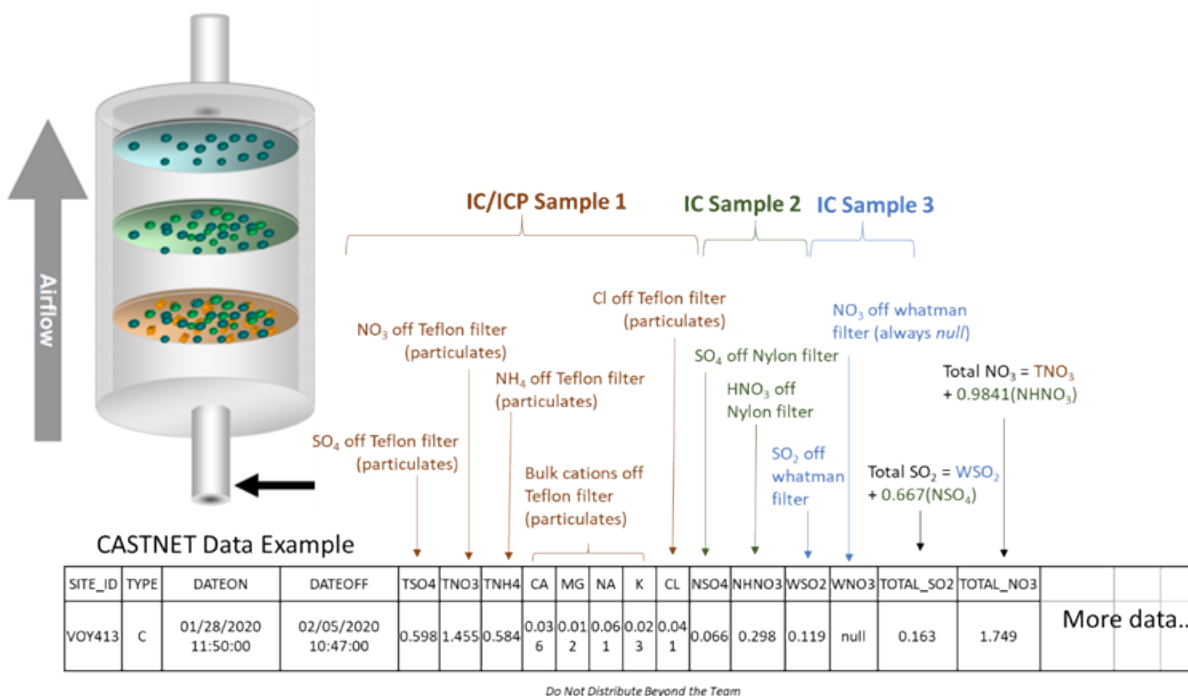 Airflow
IC/ICP Sample 1
IC Sample 2
IC Sample 3
Cl off Teflon filter
(particulates)
NO₃ off whatman
filter (always null)
NO₃ off Teflon filter
(particulates)
SO₄ off Nylon filter
Total NO₃ = TNO₃
+ 0.9841(NHNO₃)
NH₄ off Teflon filter
(particulates)
HNO₃ off
Nylon filter
SO₄ off Teflon filter
(particulates)
Bulk cations off
Teflon filter
(particulates)
SO₂ off
whatman
filter
Total SO₂ = WSO₂
+ 0.667(NSO₄)
CASTNET Data Example
SITE_ID TYPE DATEON DATEOFF TSO4 TNO3 TNH4 CA MG NA K CL NSO4 NHNO3 WSO2 WNO3 TOTAL_SO2 TOTAL_NO3
VOY413 C 01/28/2020 11:50:00 02/05/2020 10:47:00 0.598 1.455 0.584 0.036 0.012 0.061 0.023 0.041 0.066 0.298 0.119 null 0.163 1.749
More data..
Do Not Distribute Beyond the Team